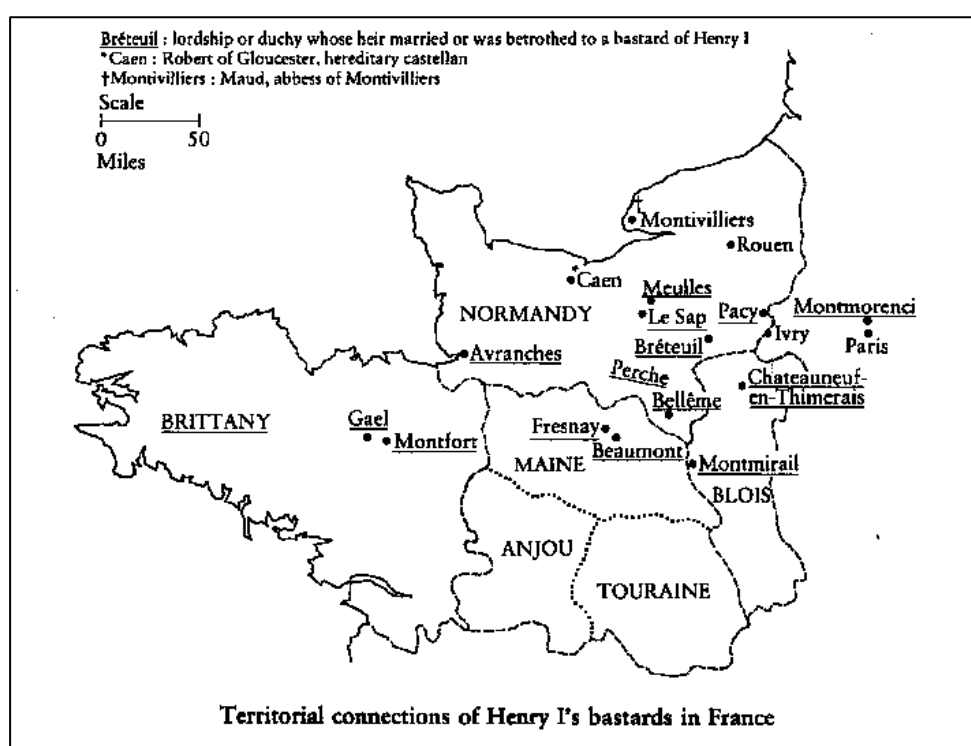 Bréteuil : lordship or duchy whose heir married or was betrothed to a bastard of Henry I
*Caen : Robert of Gloucester, hereditary castellan
†Montivilliers : Maud, abbess of Montivilliers
Scale
0 50
Miles
†
Montivilliers
Rouen
*
Caen
Meulles
NORMANDY
Le Sap
Pacy
Montmorenci
Ivry
Paris
Bréteuil
Avranches
Perche
Chateauneuf-
en-Thimerais
Bellême
BRITTANY
Gael
Montfort
Fresnay
Beaumont
MAINE
Montmirail
BLOIS
ANJOU
TOURAINE
Territorial connections of Henry I's bastards in France